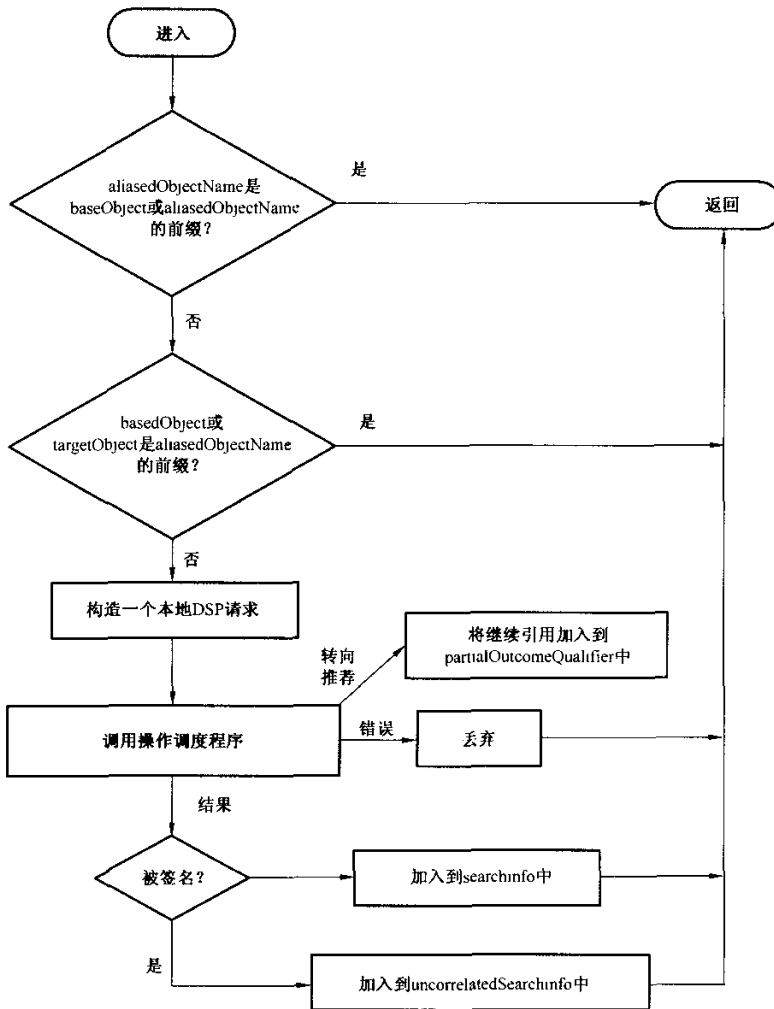 进入
aliasedObjectName是
baseObject或aliasedObjectName
的前缀?
是
返回
否
basedObject或
targetObject是aliasedObjectName
的前缀?
是
否
构造一个本地DSP请求
转向
推荐
将继续引用加入到
partialOutcomeQualifier中
调用操作调度程序
错误
丢弃
结果
被签名?
加入到searchinfo中
是
加入到uncorrelatedSearchinfo中